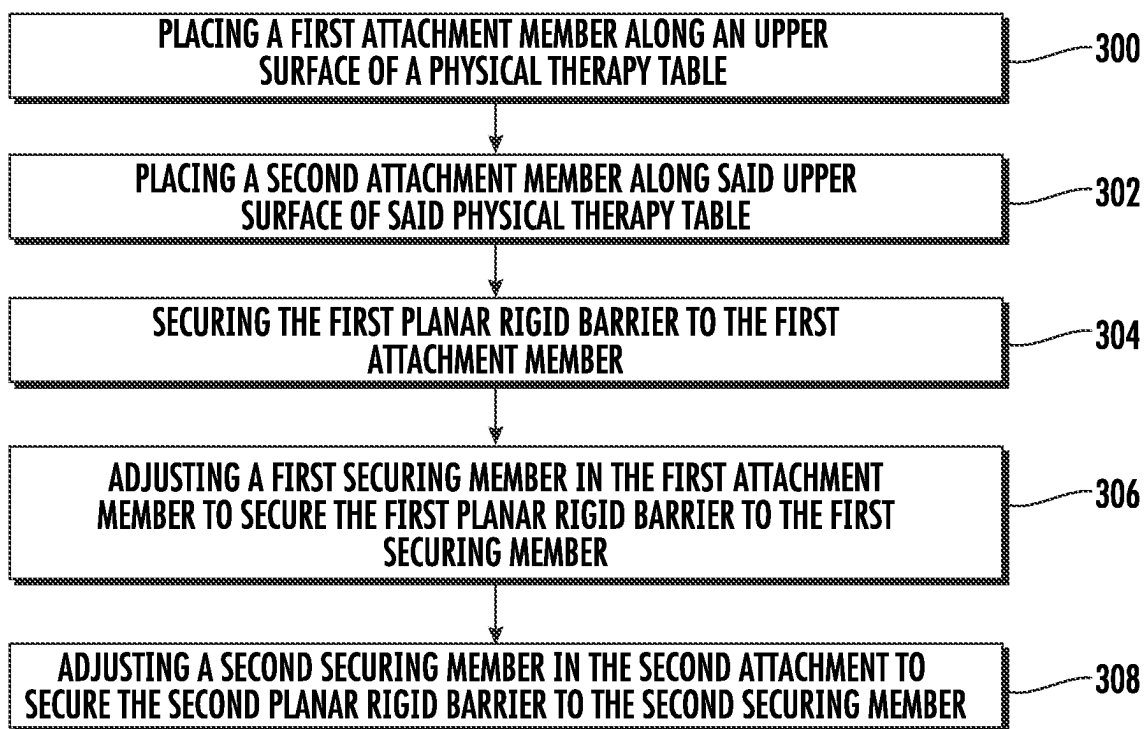 PLACING A FIRST ATTACHMENT MEMBER ALONG AN UPPER
SURFACE OF A PHYSICAL THERAPY TABLE
300
PLACING A SECOND ATTACHMENT MEMBER ALONG SAID UPPER
SURFACE OF SAID PHYSICAL THERAPY TABLE
302
SECURING THE FIRST PLANAR RIGID BARRIER TO THE FIRST
ATTACHMENT MEMBER
304
ADJUSTING A FIRST SECURING MEMBER IN THE FIRST ATTACHMENT
MEMBER TO SECURE THE FIRST PLANAR RIGID BARRIER TO THE FIRST
SECURING MEMBER
306
ADJUSTING A SECOND SECURING MEMBER IN THE SECOND ATTACHMENT TO
SECURE THE SECOND PLANAR RIGID BARRIER TO THE SECOND SECURING MEMBER
308